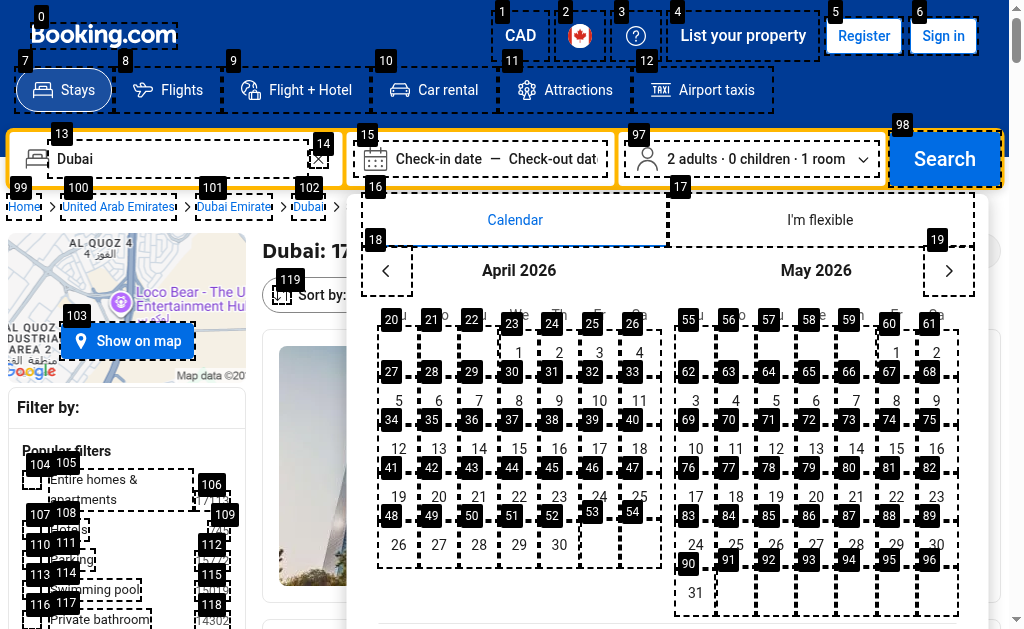 0
1
2
3
4
5
6
Booking.com
CAD
List your property
Register
Sign in
7
8
9
10
11
12
Stays
Flights
Flight + Hotel
Car rental
Attractions
Airport taxis
13
14
15
97
98
Dubai
Check-in date — Check-out dat
2 adults · 0 children · 1 room
Search
99
100
101
102
Home
United Arab Emirates
Dubai Emirate
Dubai
16
17
Calendar
I'm flexible
AL QUOZ 4
القوز 4
Loco Bear - The U
Entertainment Hu
AL QUOZ
INDUSTRIAL
AREA 2
103
Show on map
Google
Map data ©20
Dubai: 17
119
Sort by:
18
19
April 2026
May 2026
20 21 22 23 24 25 26
55 56 57 58 59 60 61
1 2 3 4
1 2
27 28 29 30 31 32 33
62 63 64 65 66 67 68
5 6 7 8 9 10 11
3 4 5 6 7 8 9
34 35 36 37 38 39 40
69 70 71 72 73 74 75
12 13 14 15 16 17 18
10 11 12 13 14 15 16
41 42 43 44 45 46 47
76 77 78 79 80 81 82
19 20 21 22 23 24 25
17 18 19 20 21 22 23
48 49 50 51 52 53 54
83 84 85 86 87 88 89
26 27 28 29 30
24 25 26 27 28 29 30
90 91 92 93 94 95 96
31
Filter by:
Popular filters
104 105
Entire homes &
apartments
106
107 108
Hotels
109
110 111
Parking
112
113 114
Swimming pool
115
116 117
Private bathroom
118
14302